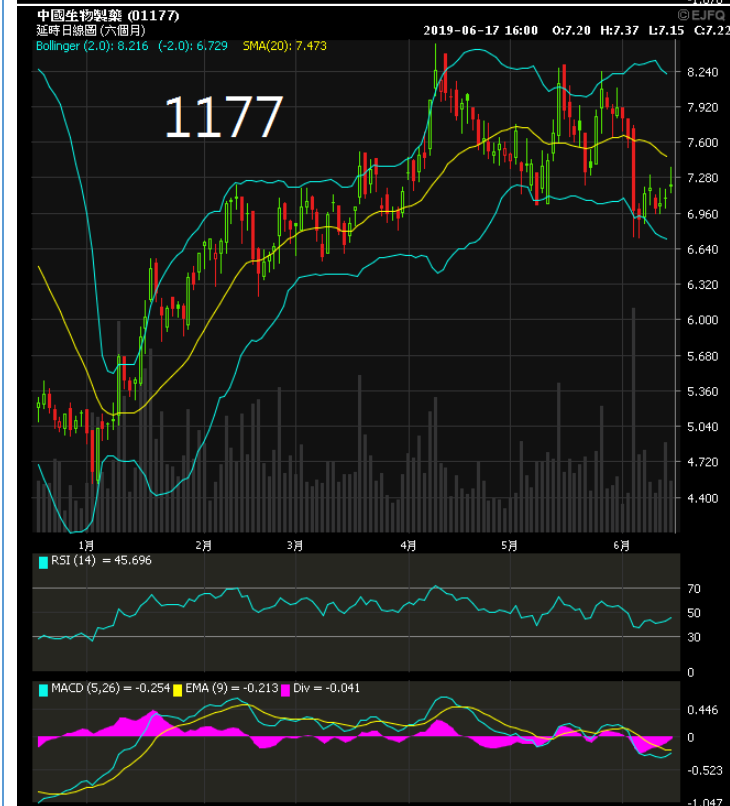 -1.070
中國生物製藥 (01177)
©EJFQ
延時日線圖 (六個月)
2019-06-17 16:00 O:7.20 H:7.37 L:7.15 C:7.22
Bollinger (2.0): 8.216 (-2.0): 6.729 SMA(20): 7.473
1177
8.240
7.920
7.600
7.280
6.960
6.640
6.320
6.000
5.680
5.360
5.040
4.720
4.400
1月 2月 3月 4月 5月 6月
RSI (14) = 45.696
70
50
30
0
MACD (5,26) = -0.254 EMA (9) = -0.213 Div = -0.041
0.446
0
-0.523
-1.047